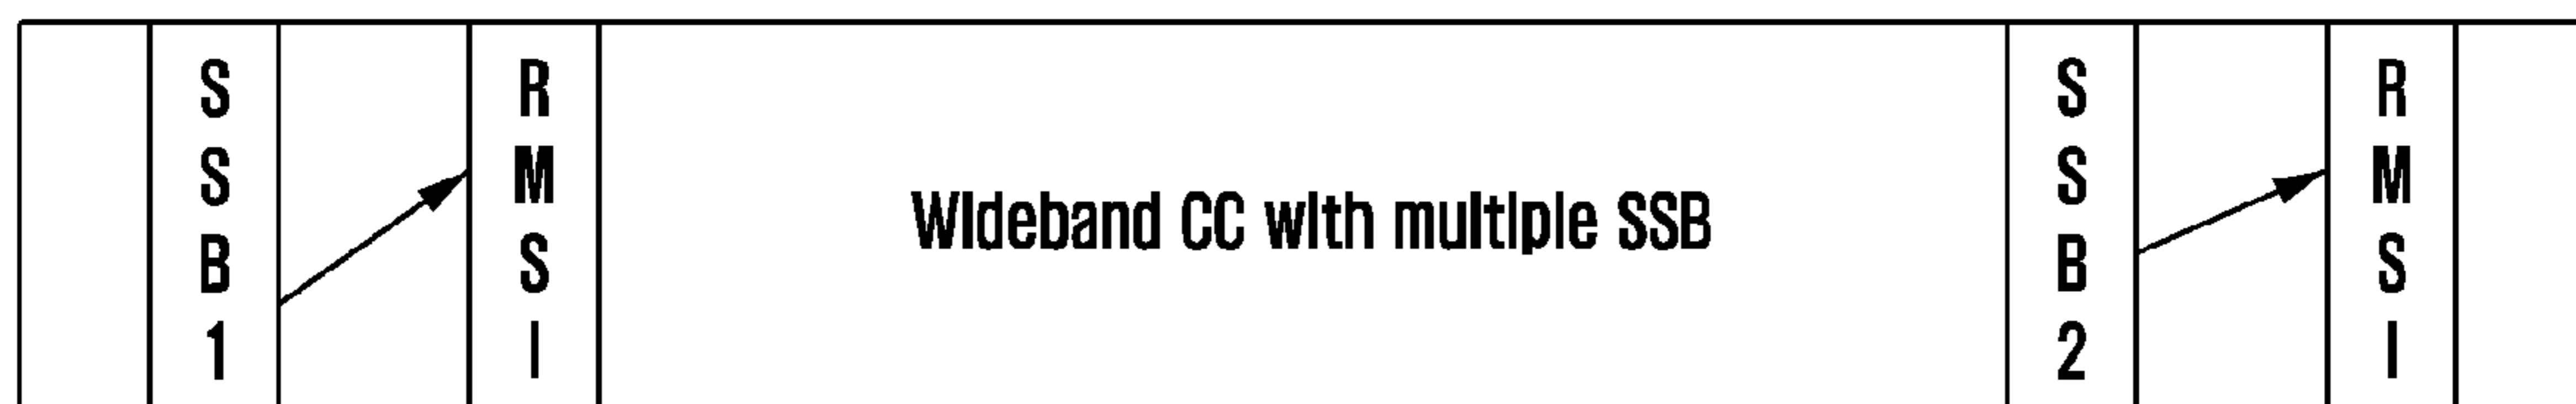 SSB1
RMSI
Wideband CC with multiple SSB
SSB2
RMSI